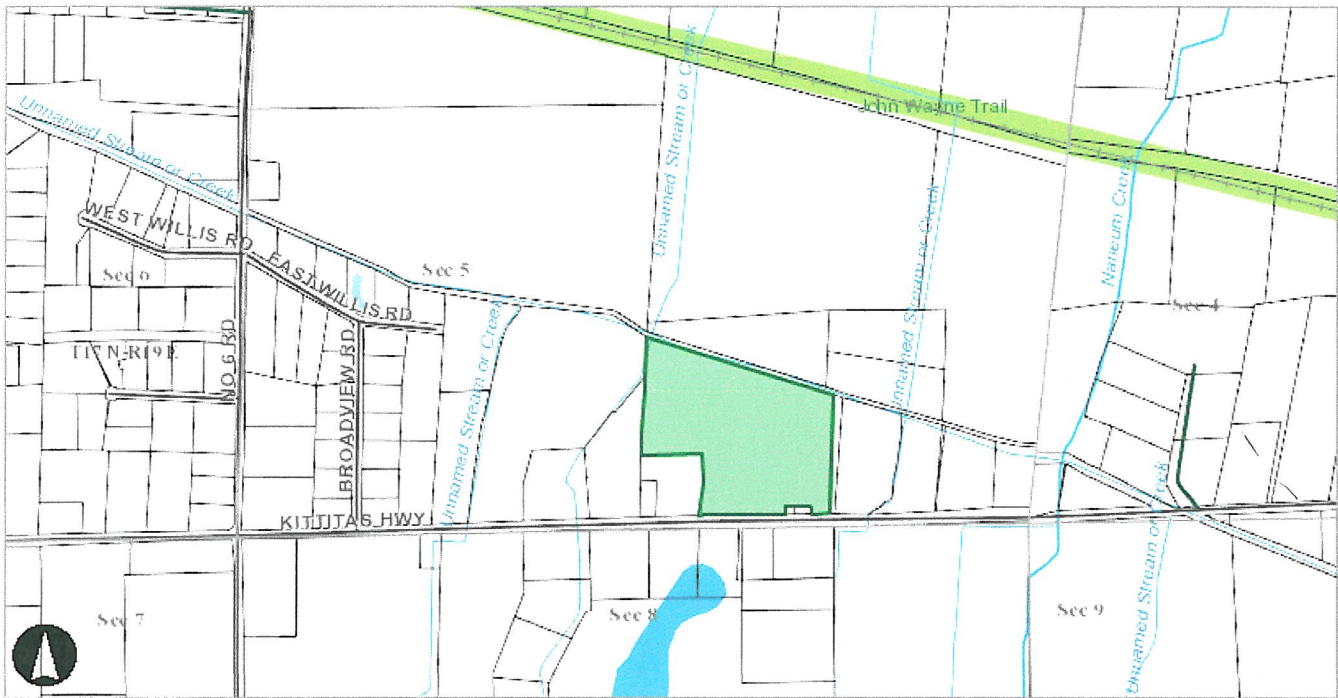 Unnamed Stream or Creek
John Wayne Trail
Unnamed Stream or Creek
Unnamed Stream or Creek
Naneum Creek
WEST WILLIS RD
EAST WILLIS RD
Sec 6
Sec 5
Sec 4
NO 6 RD
T17 N-R19 E
BROADVIEW RD
Unnamed Stream or Creek
KITTITAS HWY
Unnamed Stream or Creek
Sec 7
Sec 8
Sec 9